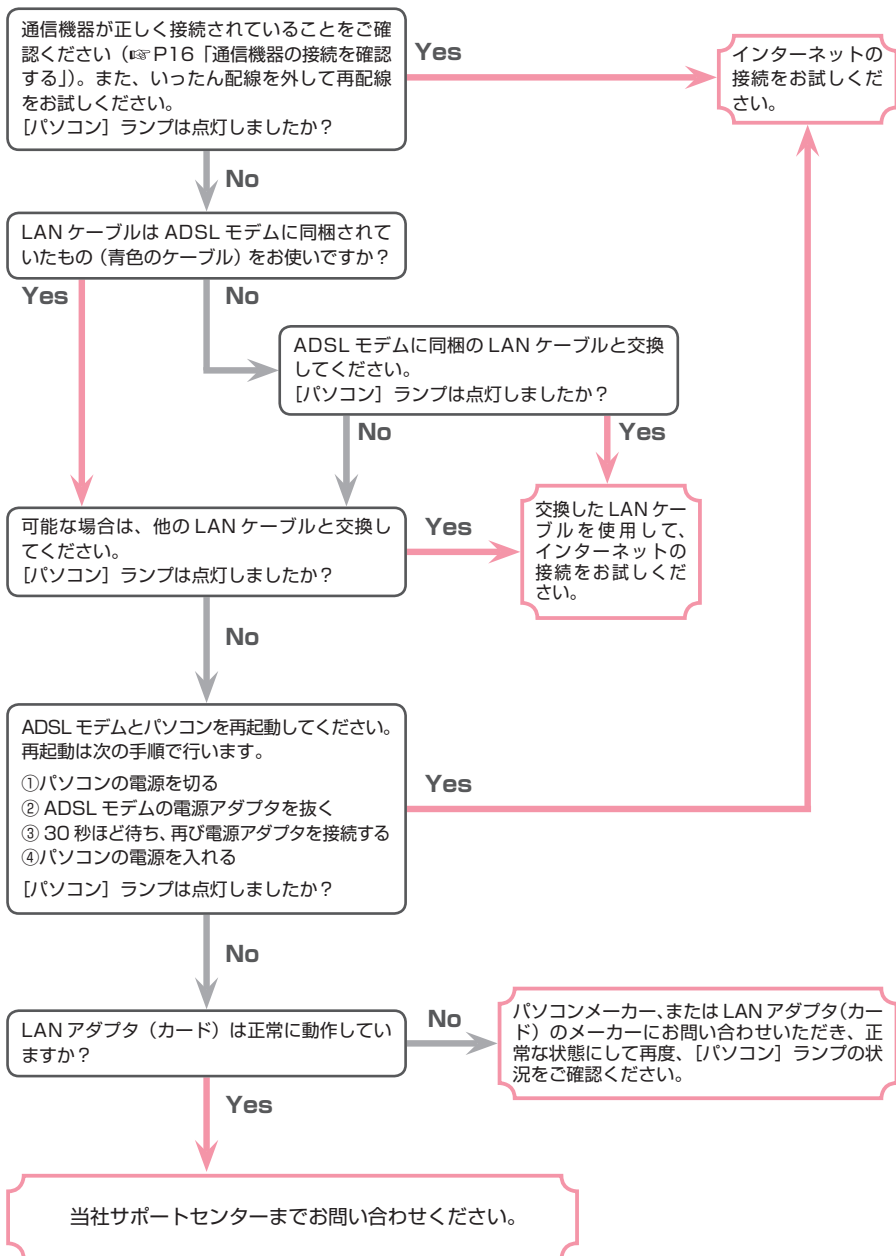 通信機器が正しく接続されていることをご確
認ください（☞P16「通信機器の接続を確認
する」）。また、いったん配線を外して再配線
をお試しください。
［パソコン］ランプは点灯しましたか？
Yes
インターネットの
接続をお試しくだ
さい。
No
LAN ケーブルは ADSL モデムに同梱されて
いたもの（青色のケーブル）をお使いですか？
Yes
No
ADSL モデムに同梱の LAN ケーブルと交換
してください。
［パソコン］ランプは点灯しましたか？
No
Yes
可能な場合は、他の LAN ケーブルと交換し
てください。
［パソコン］ランプは点灯しましたか？
Yes
交換した LAN ケー
ブルを使用して、
インターネットの
接続をお試しくだ
さい。
No
ADSL モデムとパソコンを再起動してください。
再起動は次の手順で行います。
①パソコンの電源を切る
② ADSL モデムの電源アダプタを抜く
③ 30 秒ほど待ち、再び電源アダプタを接続する
④パソコンの電源を入れる
［パソコン］ランプは点灯しましたか？
Yes
No
LAN アダプタ（カード）は正常に動作してい
ますか？
No
パソコンメーカー、または LAN アダプタ（カー
ド）のメーカーにお問い合わせいただき、正
常な状態にして再度、［パソコン］ランプの状
況をご確認ください。
Yes
当社サポートセンターまでお問い合わせください。